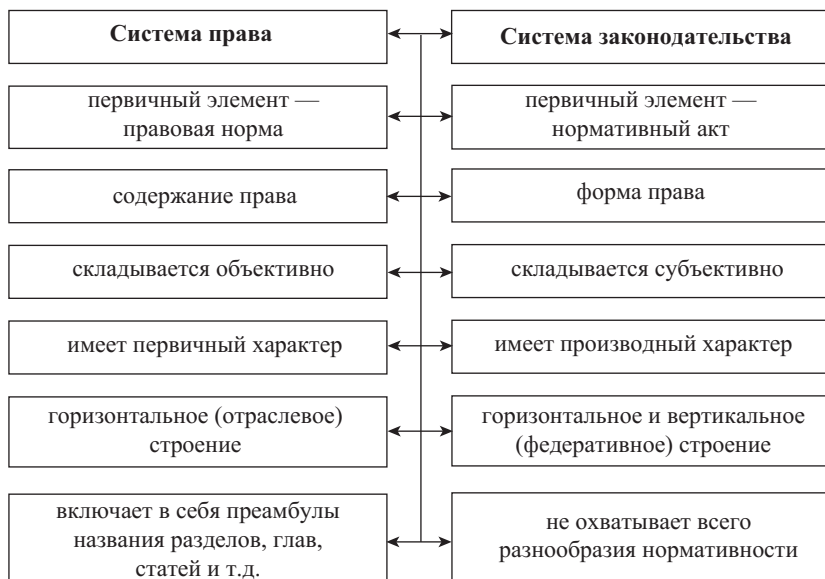 Система права
Система законодательства
первичный элемент —
правовая норма
первичный элемент —
нормативный акт
содержание права
форма права
складывается объективно
складывается субъективно
имеет первичный характер
имеет производный характер
горизонтальное (отраслевое)
строение
горизонтальное и вертикальное
(федеративное) строение
включает в себя преамбулы
названия разделов, глав,
статей и т.д.
не охватывает всего
разнообразия нормативности